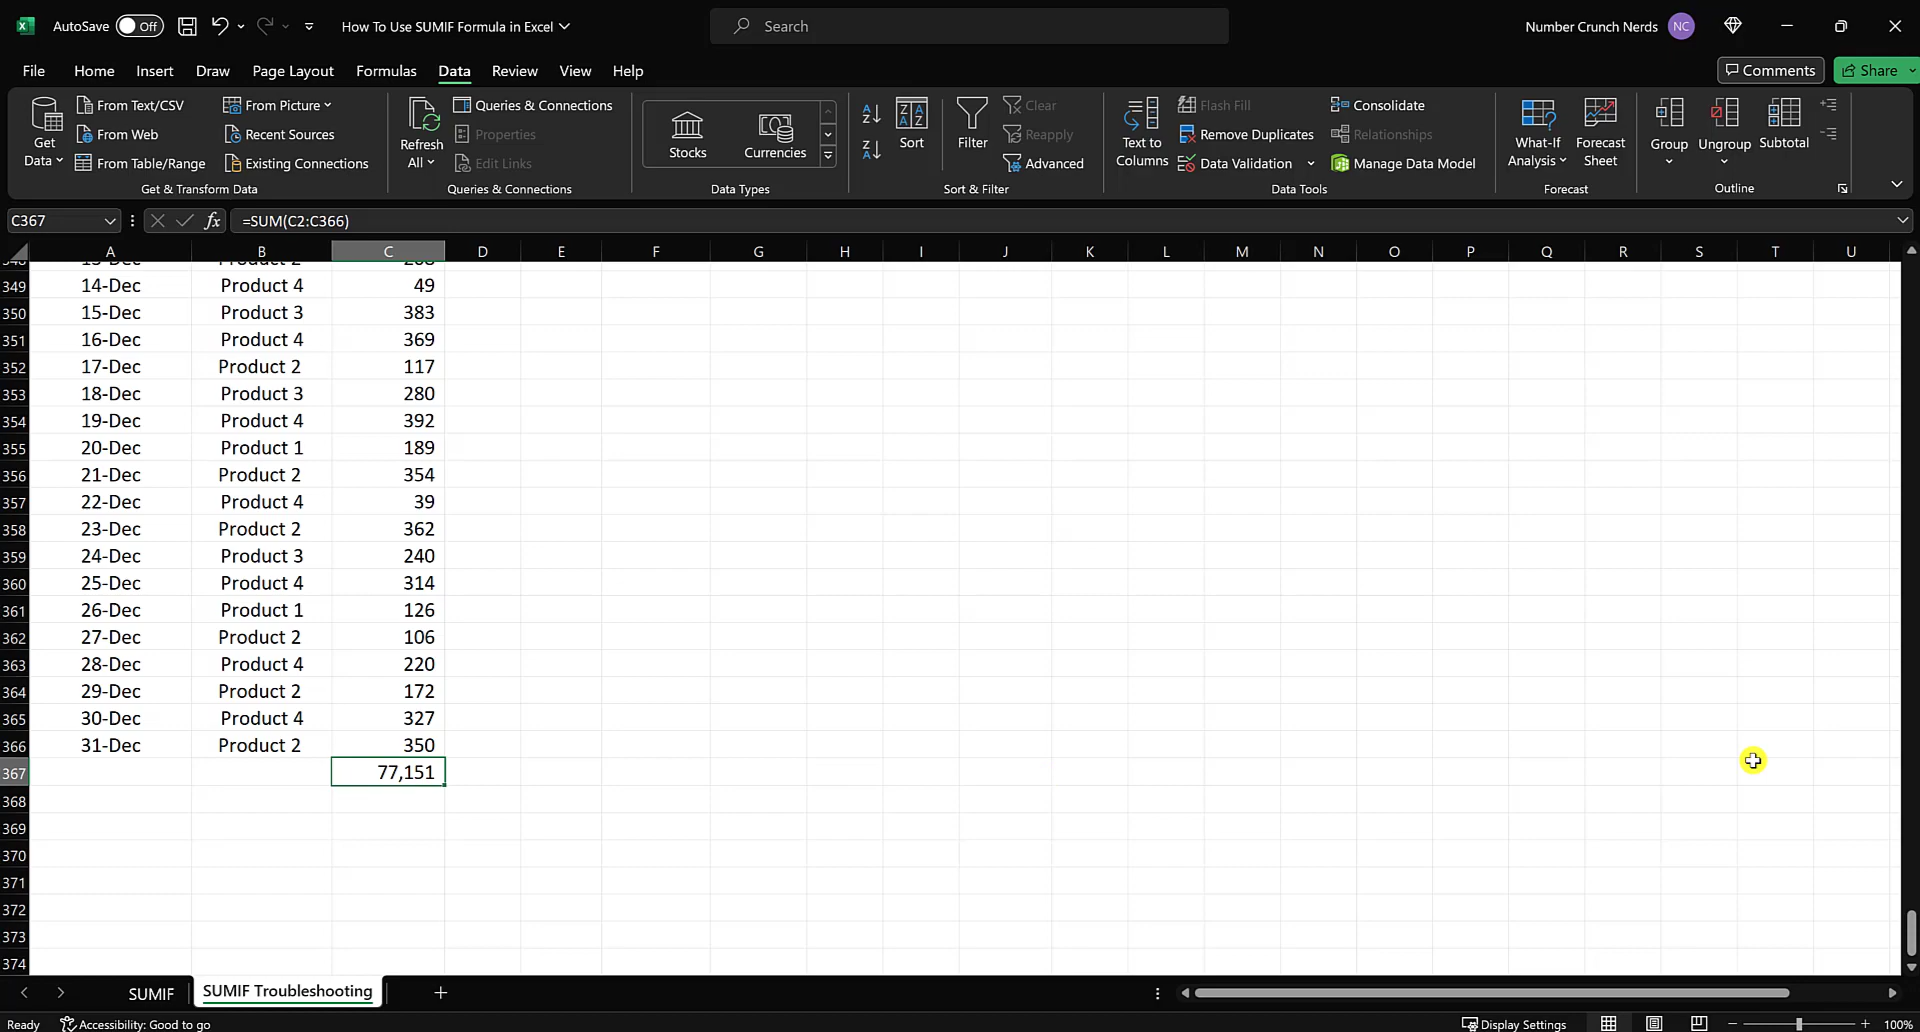 AutoSave Off How To Use SUMIF Formula in Excel Search Number Crunch Nerds NC
File Home Insert Draw Page Layout Formulas Data Review View Help Comments Share
Get Data From Text/CSV From Web From Table/Range From Picture Recent Sources Existing Connections
Get & Transform Data
Refresh All Queries & Connections Properties Edit Links
Queries & Connections
Stocks Currencies
Data Types
Sort Filter Clear Reapply Advanced
Sort & Filter
Text to Columns Flash Fill Remove Duplicates Data Validation Consolidate Relationships Manage Data Model
Data Tools
What-If Analysis Forecast Sheet
Forecast
Group Ungroup Subtotal
Outline
C367 fx =SUM(C2:C366)
A B C D E F G H I J K L M N O P Q R S T U
349 14-Dec Product 4 49
350 15-Dec Product 3 383
351 16-Dec Product 4 369
352 17-Dec Product 2 117
353 18-Dec Product 3 280
354 19-Dec Product 4 392
355 20-Dec Product 1 189
356 21-Dec Product 2 354
357 22-Dec Product 4 39
358 23-Dec Product 2 362
359 24-Dec Product 3 240
360 25-Dec Product 4 314
361 26-Dec Product 1 126
362 27-Dec Product 2 106
363 28-Dec Product 4 220
364 29-Dec Product 2 172
365 30-Dec Product 4 327
366 31-Dec Product 2 350
367 77,151
368
369
370
371
372
373
374
SUMIF SUMIF Troubleshooting
Ready Accessibility: Good to go Display Settings 100%